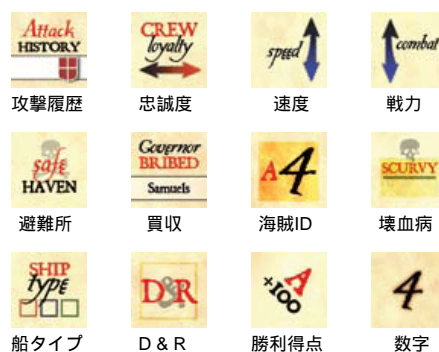 Attack
HISTORY
攻撃履歴
CREW
loyalty
忠誠度
speed
速度
combat
戦力
safe
HAVEN
避難所
Governor
BRIBED
Samuels
買収
A4
海賊ID
SCURVY
壊血病
SHIP
type
船タイプ
D&R
D & R
A
+100
勝利得点
4
数字